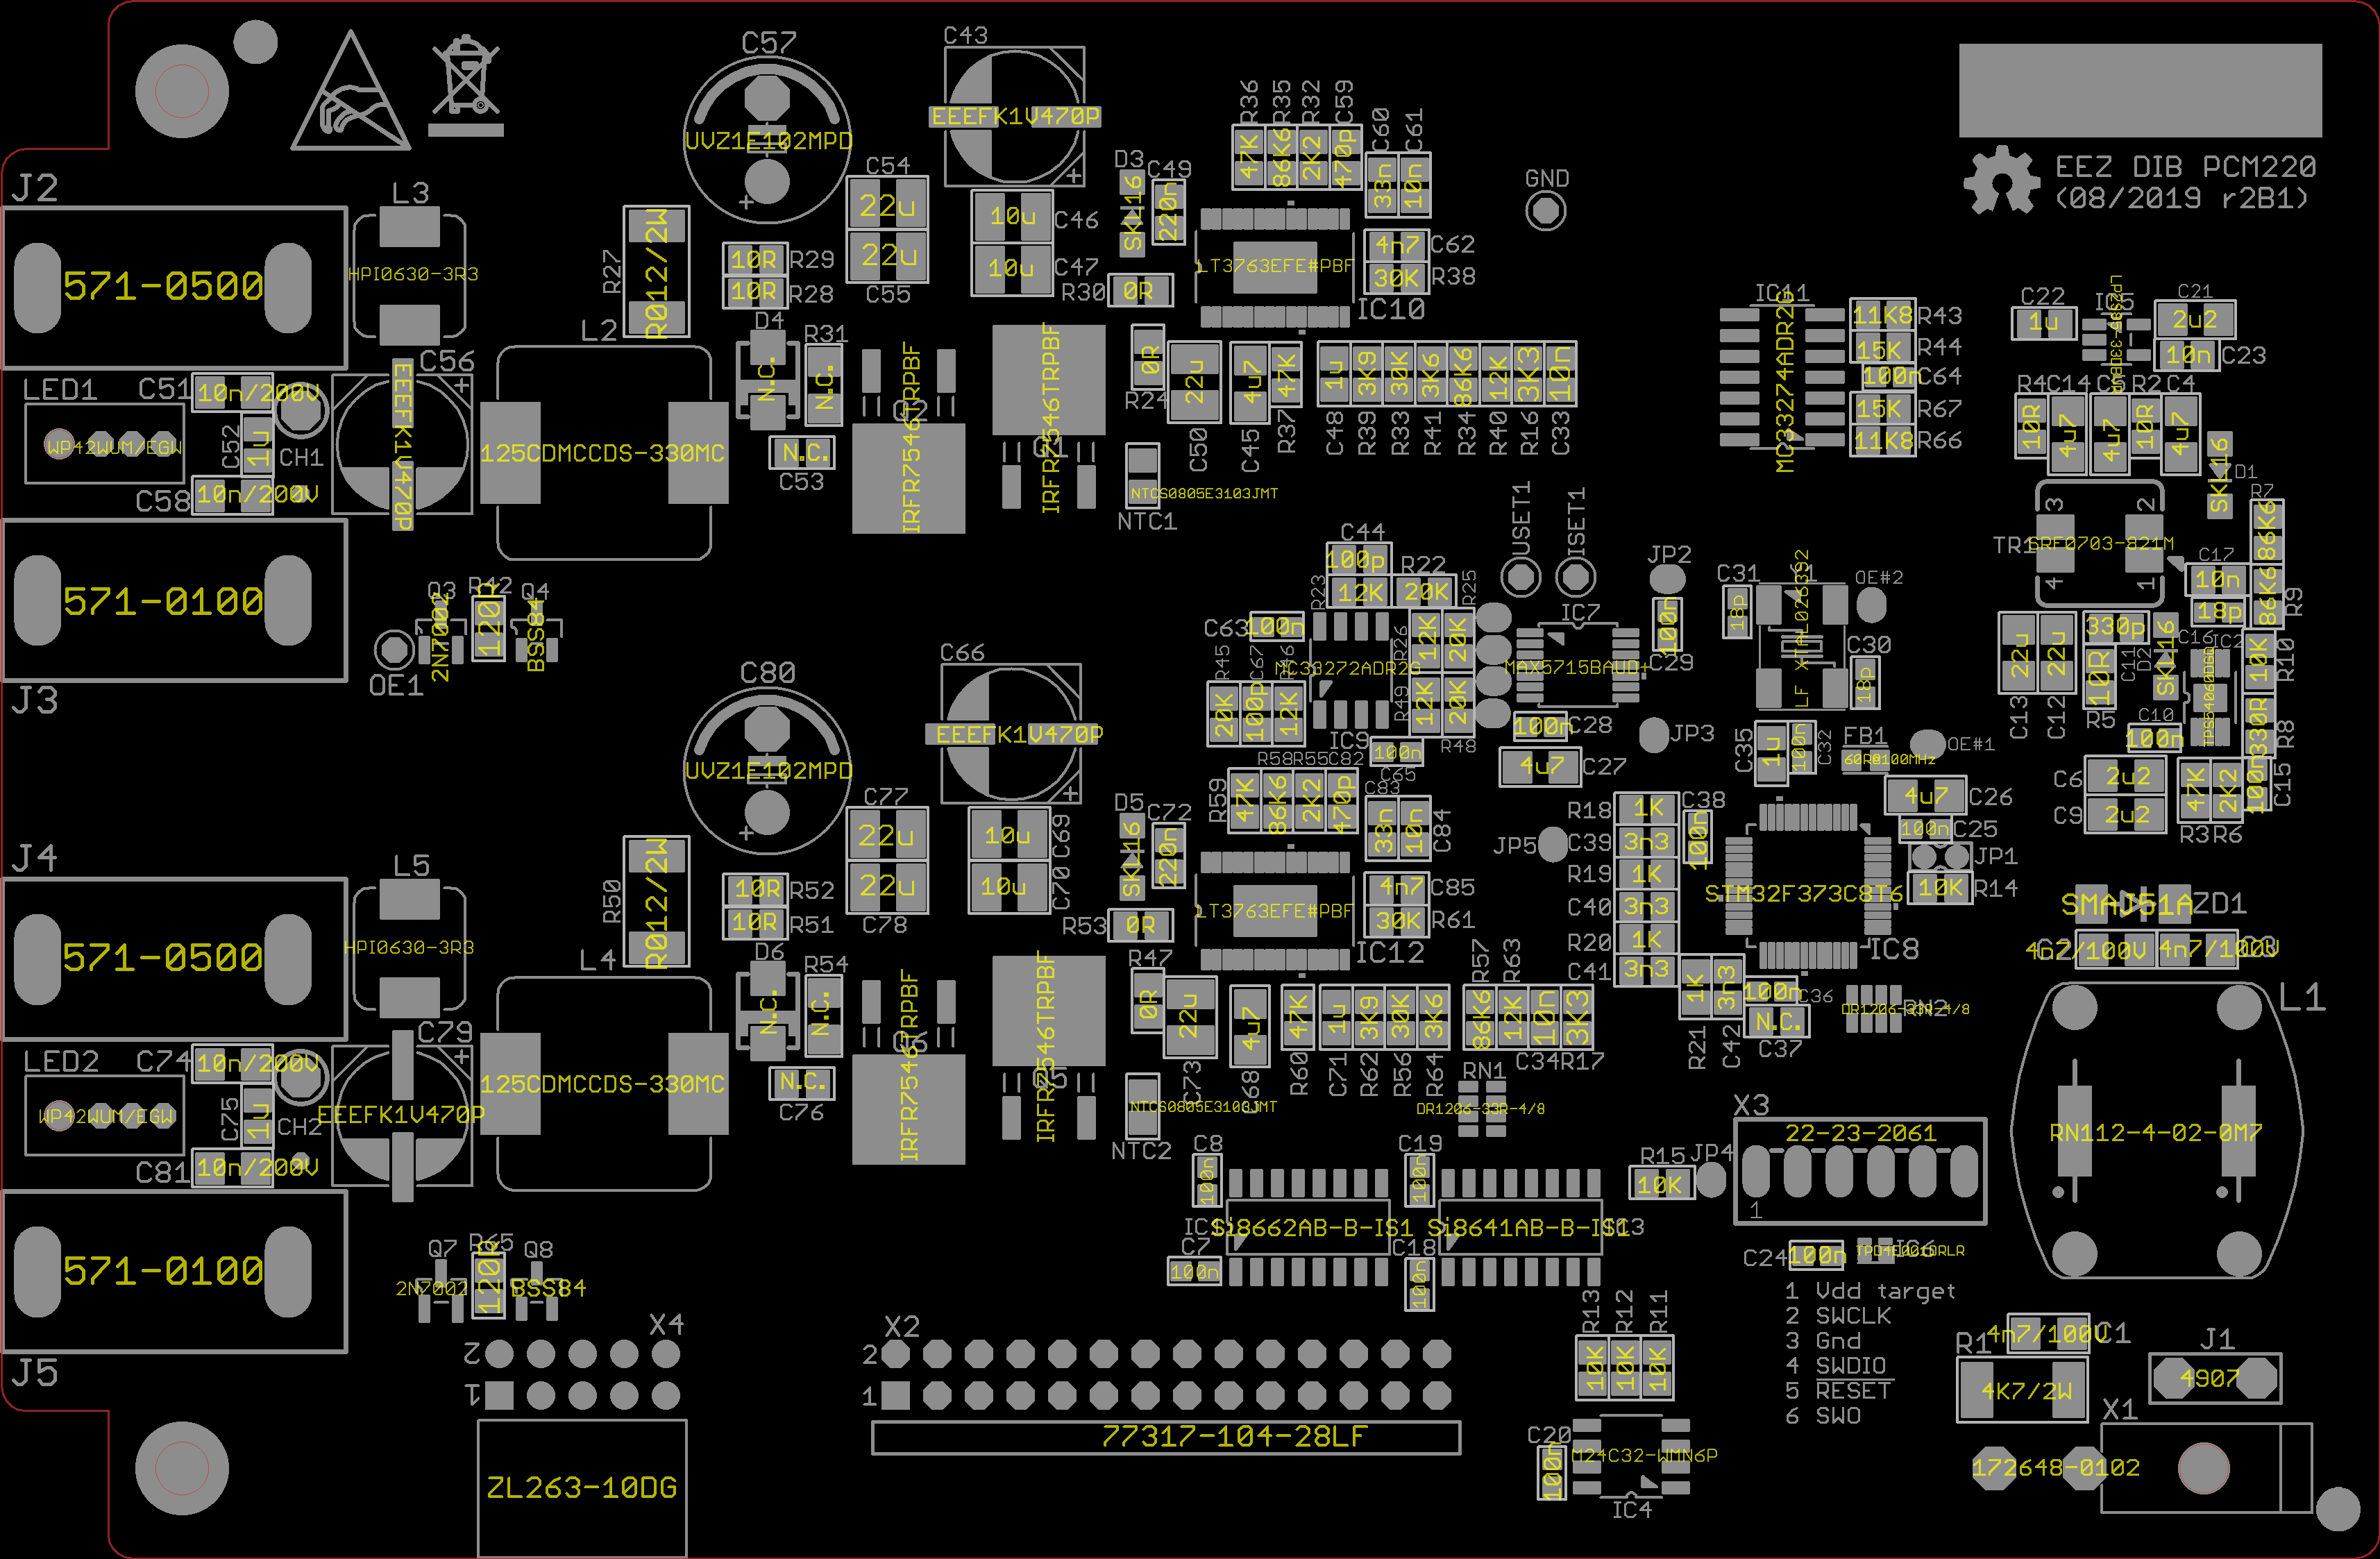 EEZ DIB PCM220
(08/2019 r2B1)
C57
UVZ1E102MPD
C43
EEEFK1V470P
C54
22u
22u
C55
10u
C46
10u
C47
D3
SKL16
C49
220n
R30
0R
R36
R35
R32
C59
C60
C61
47K
86K6
2K2
470p
33n
10n
LT3763EFE#PBF
4n7
C62
30K
R38
IC10
GND
J2
571-0500
L3
HPI0630-3R3
R27
R012/2W
10R
R29
10R
R28
D4
N.C.
R31
N.C.
N.C.
C53
L2
125CDMCCDS-330MC
LED1
WP42WUM/EGW
C51
10n/200V
C52
1u
C58
10n/200V
CH1
C56
EEEFK1V470P
Q2
IRFR7546TRPBF
IRFR7546TRPBF
R24
0R
22u
C50
NTCS0805E3103JMT
NTC1
4u7
C45
47K
R37
1u
3K9
30K
3K6
86K6
12K
3K3
10n
C48
R39
R33
R41
R34
R40
R16
C33
IC11
MC33274ADR2G
11K8
R43
15K
R44
100n
C64
15K
R67
11K8
R66
C22
1u
IC5
C21
2u2
10n
C23
R4
C14
R2
C4
10R
4u7
4u7
10R
4u7
SKL16
D1
R7
86K6
TR1
SRF0703-821M
3
2
4
1
C17
10n
18p
86K6
R9
571-0100
J3
Q3
2N7002
R42
120R
Q4
BSS84
OE1
C44
100p
R23
12K
R22
20K
R25
C63
100n
R45
C67
R46
20K
100p
12K
MC33272ADR2G
IC9
R26
12K
20K
R49
12K
20K
R48
100n
C65
USET1
ISET1
IC7
MAX5715BAUD+
100n
C28
4u7
C27
JP2
100n
C29
JP3
C31
18p
LF XTAL026392
OE#2
C30
18p
C35
1u
100n
C32
FB1
60R@100MHz
OE#1
22u
22u
C13
C12
330p
C11
10R
R5
D2
SKL16
C16
IC2
TPS54060DGQ
10K
R10
C10
100n
330R
R8
C6
2u2
C9
2u2
47K
2K2
100n
C15
R3
R6
C80
UVZ1E102MPD
C66
EEEFK1V470P
C77
22u
22u
C78
10u
C69
10u
C70
D5
SKL16
C72
220n
R53
0R
R59
R58
R55
C82
47K
86K6
2K2
470p
C83
33n
10n
C84
LT3763EFE#PBF
4n7
C85
30K
R61
IC12
JP5
R18
1K
C39
3n3
R19
1K
C40
3n3
R20
1K
C41
3n3
C38
100n
STM32F373C8T6
IC8
4u7
C26
100n
C25
JP1
10K
R14
SMAJ51A
ZD1
4n7/100V
4n7/100V
J4
571-0500
L5
HPI0630-3R3
R50
R012/2W
10R
R52
10R
R51
D6
N.C.
R54
N.C.
N.C.
C76
L4
125CDMCCDS-330MC
LED2
WP42WUM/EGW
C74
10n/200V
C75
1u
C81
10n/200V
CH2
C79
EEEFK1V470P
IRFR7546TRPBF
IRFR7546TRPBF
R47
0R
22u
C73
NTCS0805E3103JMT
NTC2
4u7
C68
47K
R60
1u
3K9
30K
3K6
C71
R62
R56
R64
R57
R63
86K6
12K
10n
3K3
C34
R17
1K
3n3
R21
C42
100n
C36
N.C.
C37
DR1206-33R-4/8
RN2
RN1
DR1206-33R-4/8
L1
RN112-4-02-0M7
X3
22-23-2061
1
R15
10K
JP4
C8
100n
Si8662AB-B-IS1
C7
100n
C19
100n
Si8641AB-B-IS1
C18
100n
C24
100n
IC6
TPD4E001DRLR
1 Vdd target
2 SWCLK
3 Gnd
4 SWDIO
5 RESET
6 SWO
571-0100
J5
Q7
2N7002
R65
120R
Q8
BSS84
X4
2
1
ZL263-10DG
X2
2
1
77317-104-28LF
R13
R12
R11
10K
10K
10K
C20
100n
M24C32-WMN6P
IC4
4n7/100V
C1
R1
4K7/2W
J1
4907
X1
172648-0102